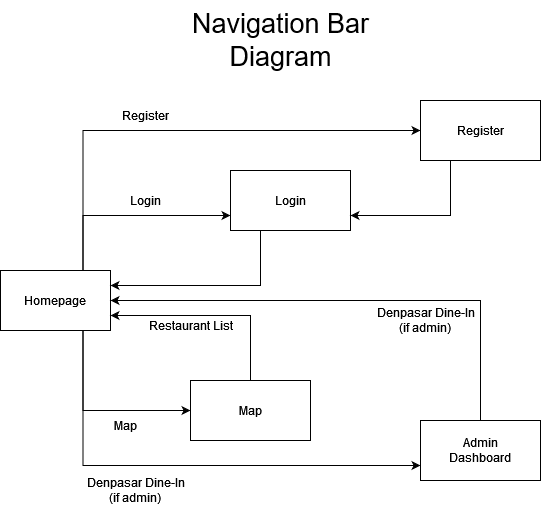 Navigation Bar
Diagram
Register
Register
Login
Login
Homepage
Denpasar Dine-In
(if admin)
Restaurant List
Map
Map
Admin
Dashboard
Denpasar Dine-In
(if admin)